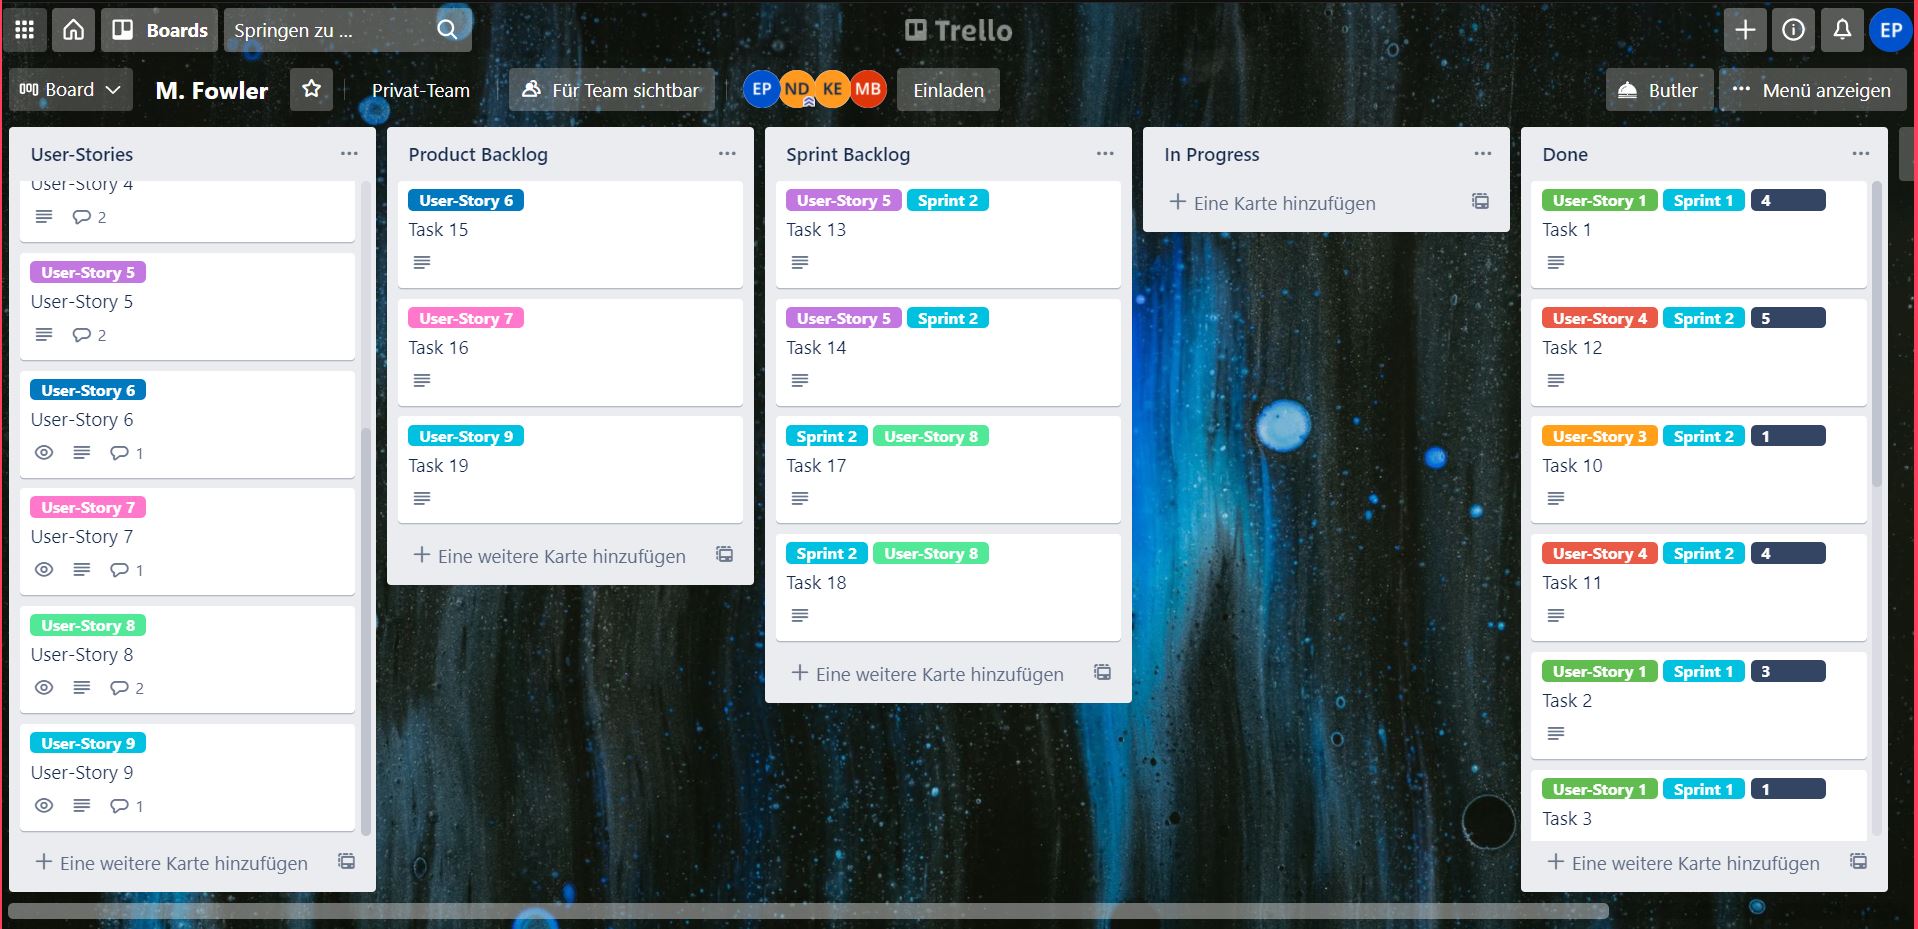 Boards
Springen zu ...
Trello
EP
Board
M. Fowler
Privat-Team
Für Team sichtbar
EP ND KE MB
Einladen
Butler
Menü anzeigen
User-Stories
User-Story 4
2
User-Story 5
User-Story 5
2
User-Story 6
User-Story 6
1
User-Story 7
User-Story 7
1
User-Story 8
User-Story 8
2
User-Story 9
User-Story 9
1
Eine weitere Karte hinzufügen
Product Backlog
User-Story 6
Task 15
User-Story 7
Task 16
User-Story 9
Task 19
Eine weitere Karte hinzufügen
Sprint Backlog
User-Story 5 Sprint 2
Task 13
User-Story 5 Sprint 2
Task 14
Sprint 2 User-Story 8
Task 17
Sprint 2 User-Story 8
Task 18
Eine weitere Karte hinzufügen
In Progress
Eine Karte hinzufügen
Done
User-Story 1 Sprint 1 4
Task 1
User-Story 4 Sprint 2 5
Task 12
User-Story 3 Sprint 2 1
Task 10
User-Story 4 Sprint 2 4
Task 11
User-Story 1 Sprint 1 3
Task 2
User-Story 1 Sprint 1 1
Task 3
Eine weitere Karte hinzufügen